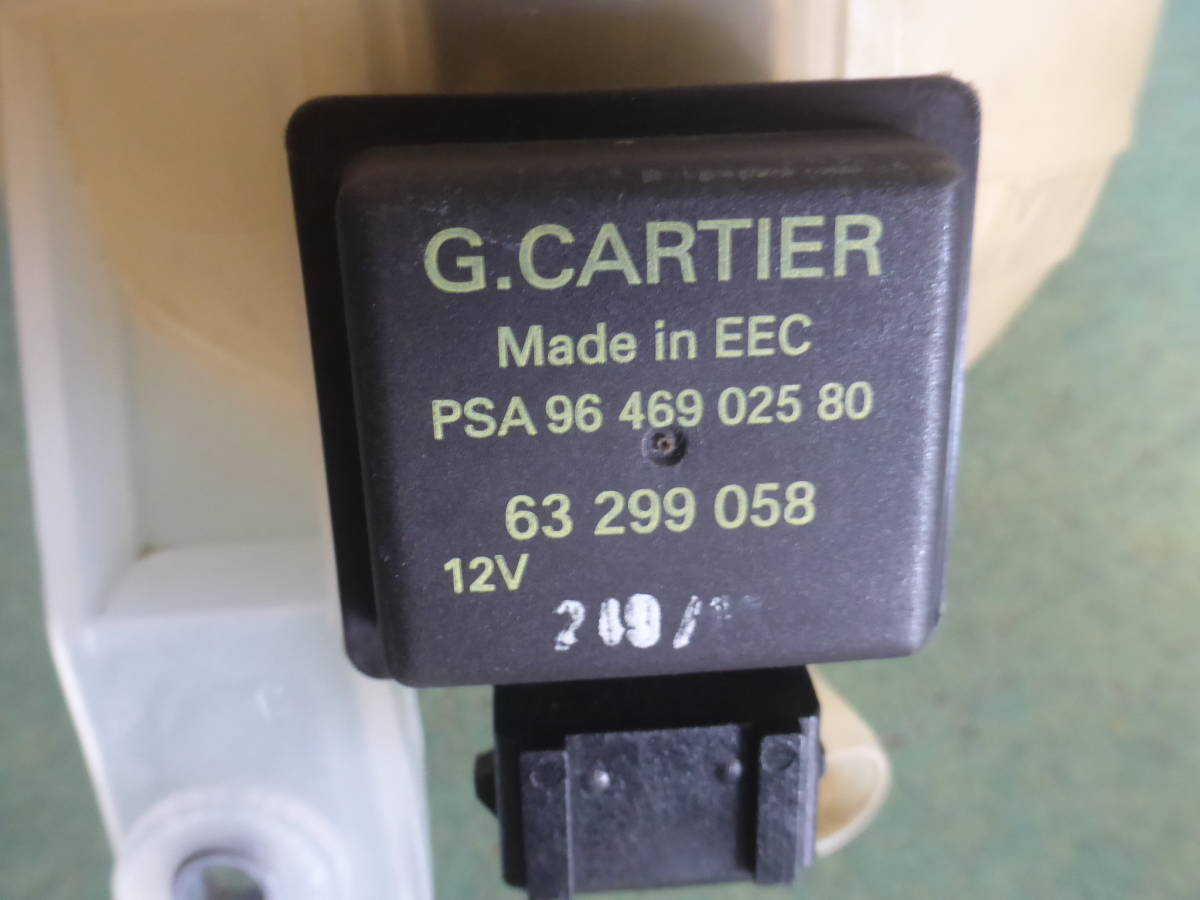 G.CARTIER
Made in EEC
PSA 96 469 025 80
63 299 058
12V